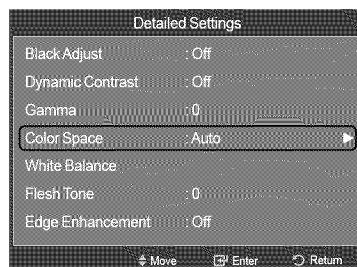 Detailed Settings
Black Adjust : Off
Dynamic Contrast : Off
Gamma : 0
Color Space : Auto
White Balance
Flesh Tone : 0
Edge Enhancement : Off
Move Enter Return